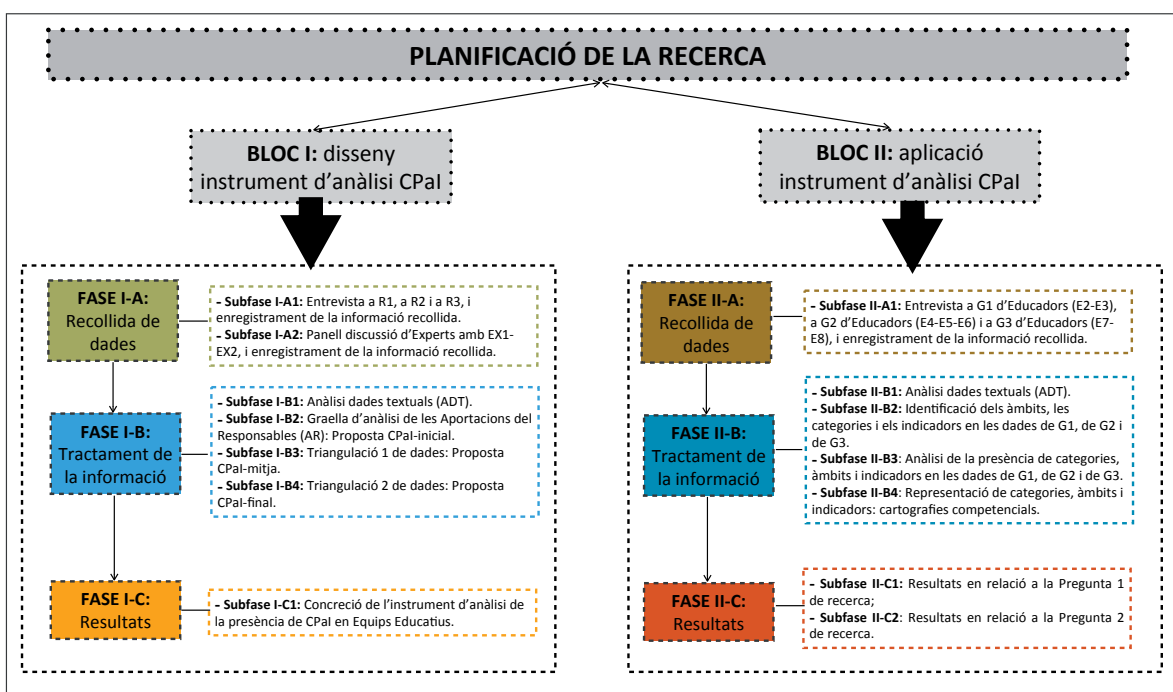 PLANIFICACIÓ DE LA RECERCA
BLOC I: disseny
instrument d'anàlisi CPaI
FASE I-A:
Recollida de
dades
- Subfase I-A1: Entrevista a R1, a R2 i a R3, i
enregistrament de la informació recollida.
- Subfase I-A2: Panell discussió d'Experts amb EX1-
EX2, i enregistrament de la informació recollida.
FASE I-B:
Tractament de
la informació
- Subfase I-B1: Anàlisi dades textuals (ADT).
- Subfase I-B2: Graella d'anàlisi de les Aportacions del
Responsables (AR): Proposta CPaI-inicial.
- Subfase I-B3: Triangulació 1 de dades: Proposta
CPaI-mitja.
- Subfase I-B4: Triangulació 2 de dades: Proposta
CPaI-final.
FASE I-C:
Resultats
- Subfase I-C1: Concreció de l'instrument d'anàlisi de
la presència de CPaI en Equips Educatius.
BLOC II: aplicació
instrument d'anàlisi CPaI
FASE II-A:
Recollida de
dades
- Subfase II-A1: Entrevista a G1 d'Educadors (E2-E3),
a G2 d'Educadors (E4-E5-E6) i a G3 d'Educadors (E7-
E8), i enregistrament de la informació recollida.
FASE II-B:
Tractament de
la informació
- Subfase II-B1: Anàlisi dades textuals (ADT).
- Subfase II-B2: Identificació dels àmbits, les
categories i els indicadors en les dades de G1, de G2 i
de G3.
- Subfase II-B3: Anàlisi de la presència de categories,
àmbits i indicadors en les dades de G1, de G2 i de G3.
- Subfase II-B4: Representació de categories, àmbits i
indicadors: cartografies competencials.
FASE II-C:
Resultats
- Subfase II-C1: Resultats en relació a la Pregunta 1
de recerca;
- Subfase II-C2: Resultats en relació a la Pregunta 2
de recerca.